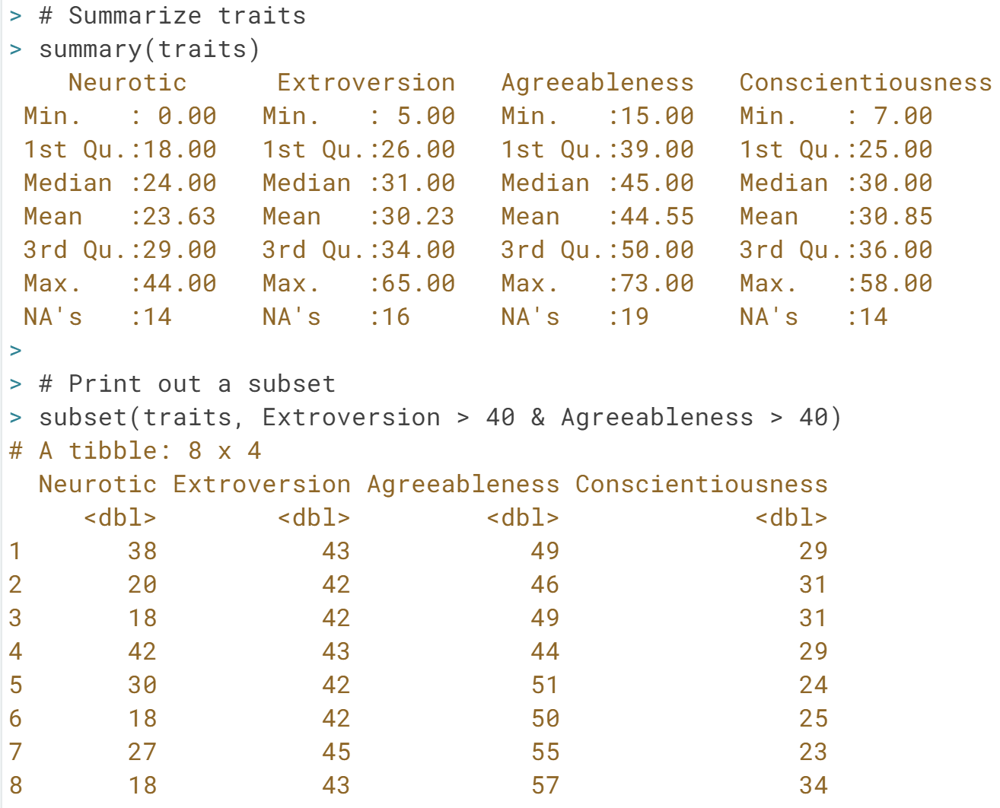 > # Summarize traits
> summary(traits)
    Neurotic      Extroversion   Agreeableness   Conscientiousness
 Min.   : 0.00   Min.   : 5.00   Min.   :15.00   Min.   : 7.00
 1st Qu.:18.00   1st Qu.:26.00   1st Qu.:39.00   1st Qu.:25.00
 Median :24.00   Median :31.00   Median :45.00   Median :30.00
 Mean   :23.63   Mean   :30.23   Mean   :44.55   Mean   :30.85
 3rd Qu.:29.00   3rd Qu.:34.00   3rd Qu.:50.00   3rd Qu.:36.00
 Max.   :44.00   Max.   :65.00   Max.   :73.00   Max.   :58.00
 NA's   :14      NA's   :16      NA's   :19      NA's   :14
>
> # Print out a subset
> subset(traits, Extroversion > 40 & Agreeableness > 40)
# A tibble: 8 x 4
  Neurotic Extroversion Agreeableness Conscientiousness
     <dbl>        <dbl>         <dbl>             <dbl>
1       38           43            49                29
2       20           42            46                31
3       18           42            49                31
4       42           43            44                29
5       30           42            51                24
6       18           42            50                25
7       27           45            55                23
8       18           43            57                34